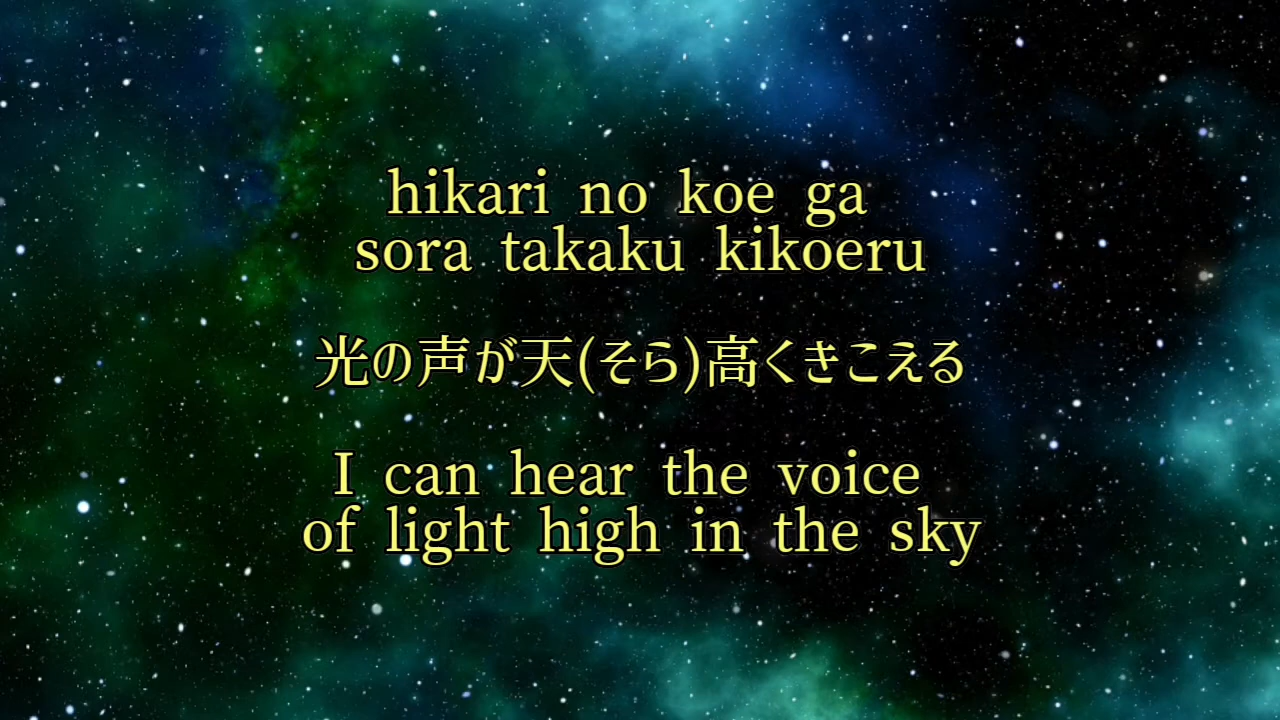 hikari no koe ga
sora takaku kikoeru
光の声が天(そら)高くきこえる
I can hear the voice
of light high in the sky